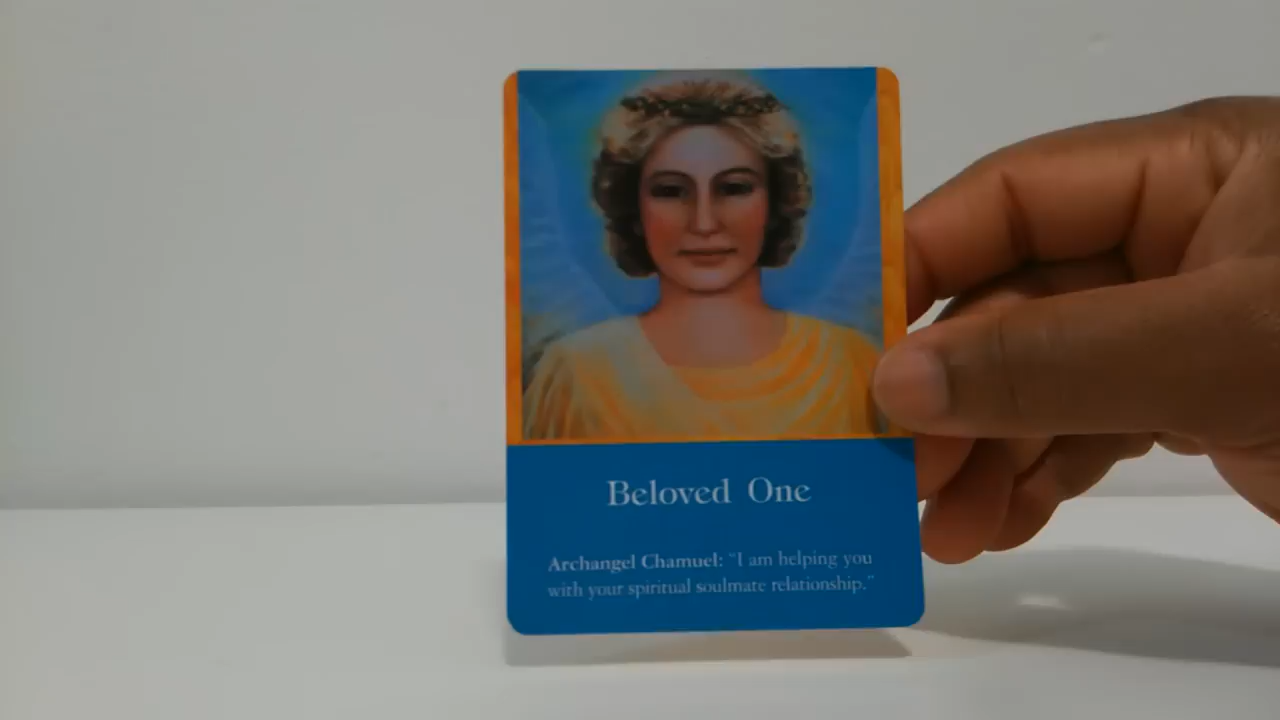 Beloved One
Archangel Chamuel: "I am helping you
with your spiritual soulmate relationship."